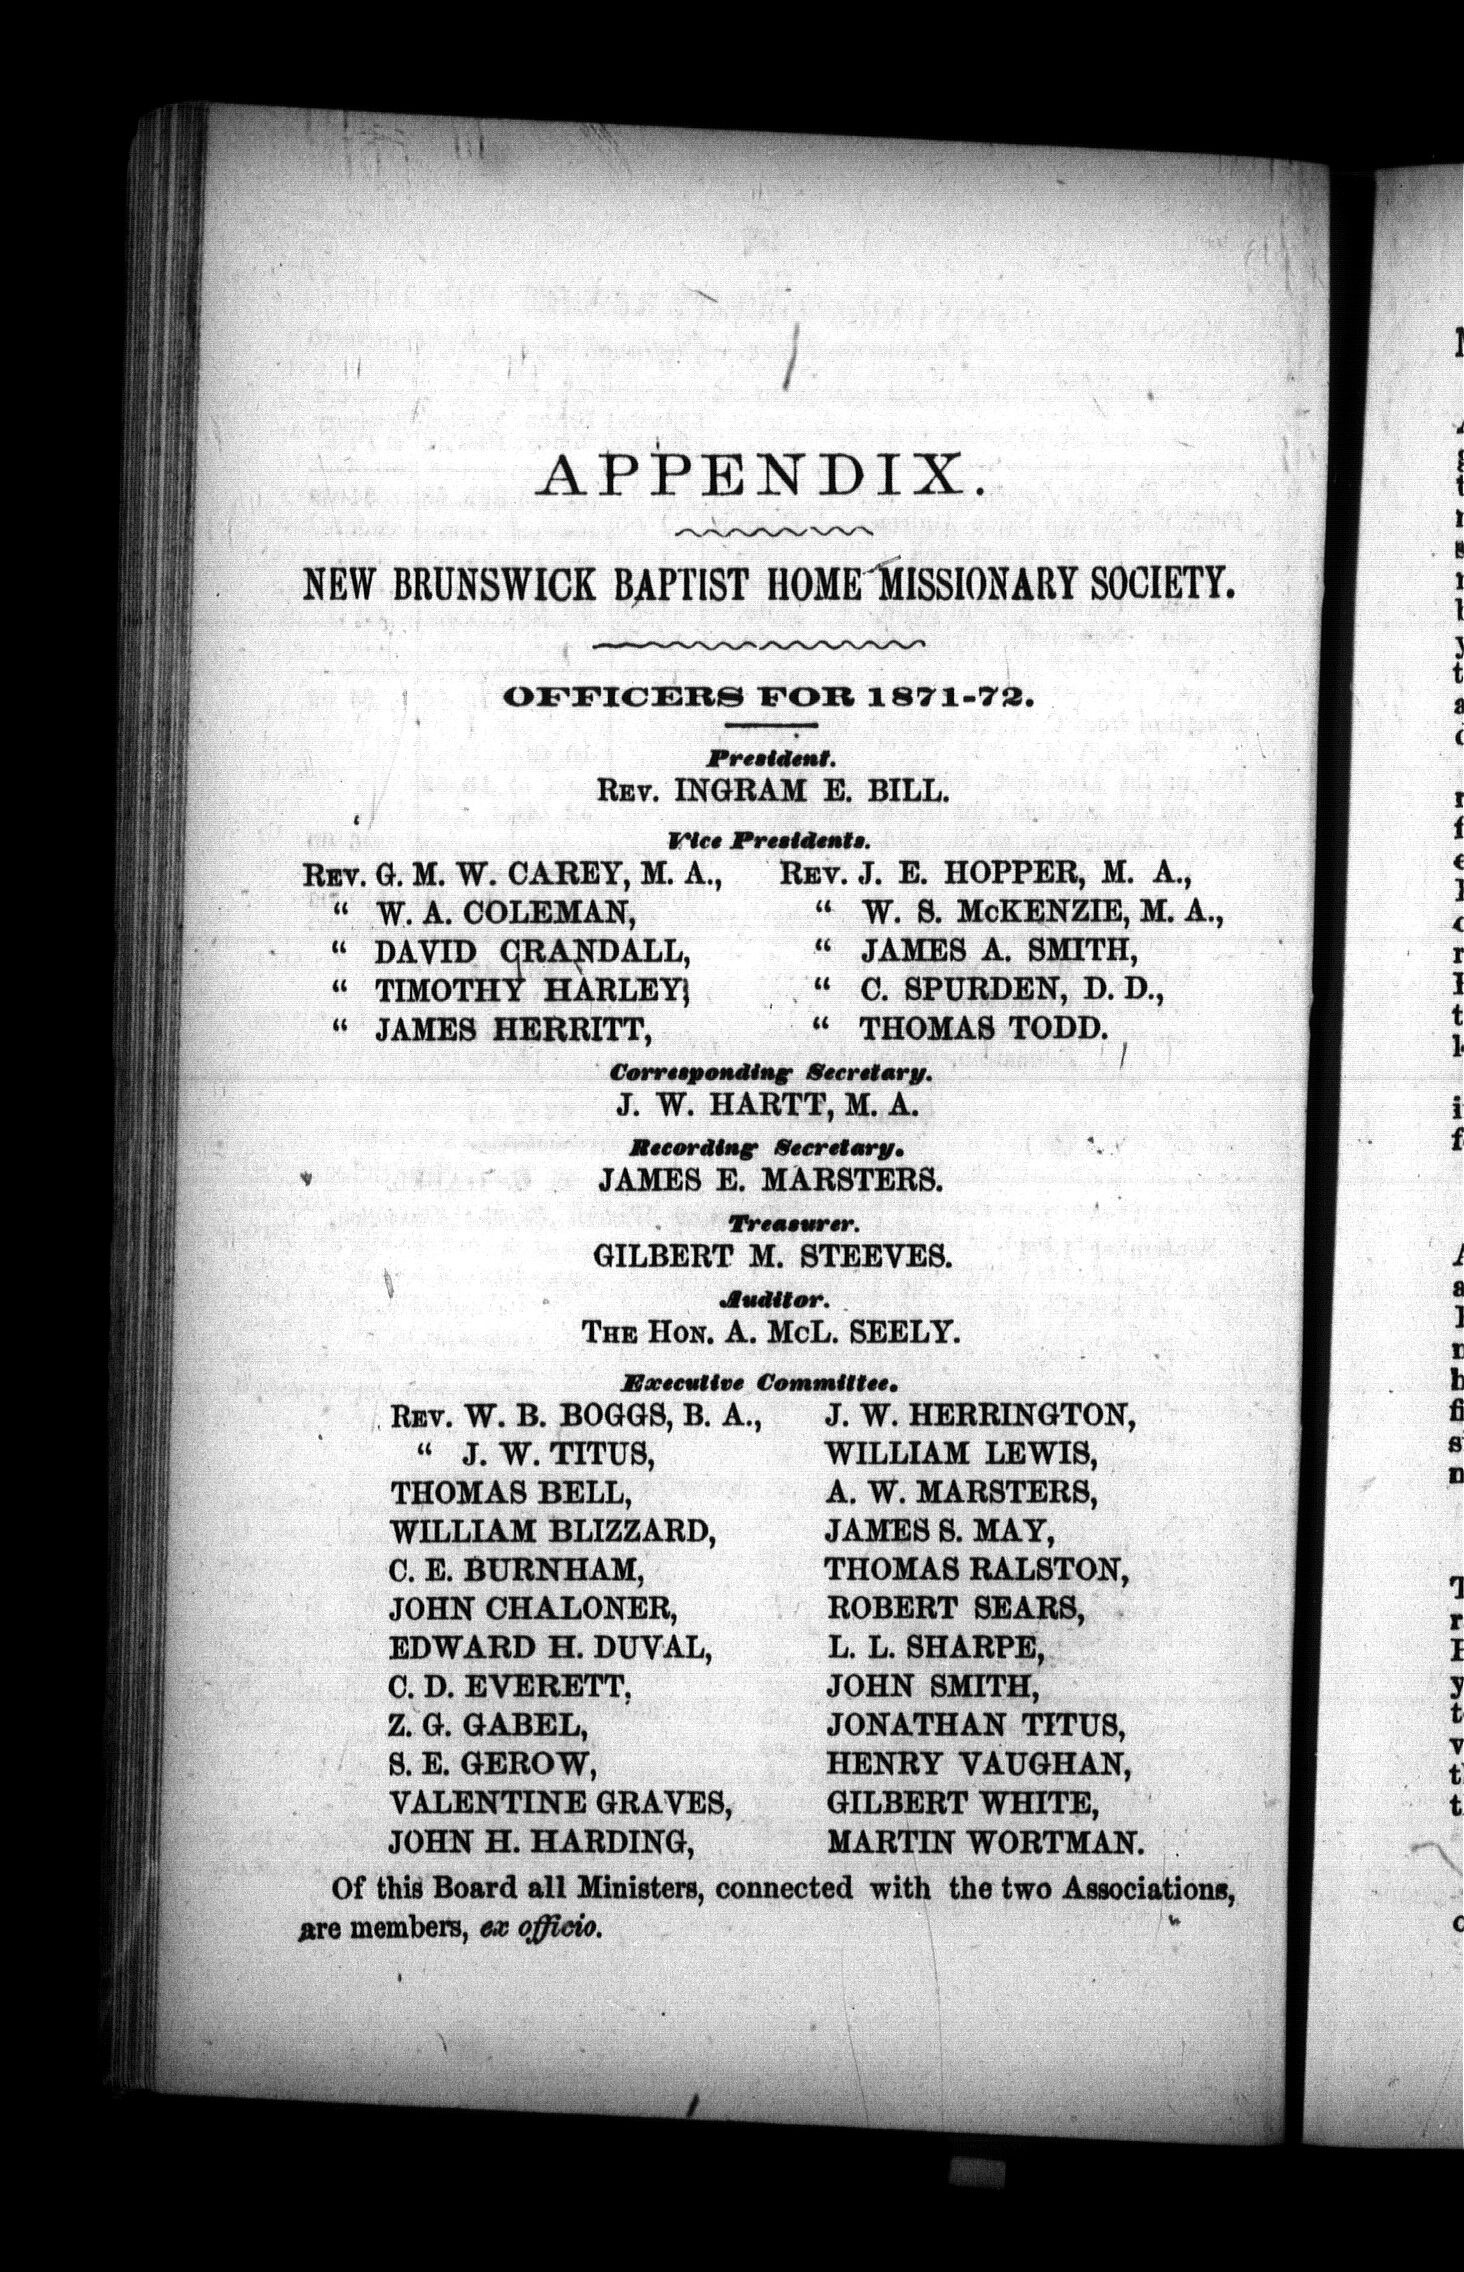 APPENDIX.
NEW BRUNSWICK BAPTIST HOME MISSIONARY SOCIETY.
OFFICERS FOR 1871-72.
President.
REV. INGRAM E. BILL.
Vice Presidents.
REV. G. M. W. CAREY, M. A., REV. J. E. HOPPER, M. A.,
“ W. A. COLEMAN, “ W. S. McKENZIE, M. A.,
“ DAVID CRANDALL, “ JAMES A. SMITH,
“ TIMOTHY HARLEY, “ C. SPURDEN, D. D.,
“ JAMES HERRITT, “ THOMAS TODD.
Corresponding Secretary.
J. W. HARTT, M. A.
Recording Secretary.
JAMES E. MARSTERS.
Treasurer.
GILBERT M. STEEVES.
Auditor.
THE HON. A. McL. SEELY.
Executive Committee.
REV. W. B. BOGGS, B. A., J. W. HERRINGTON,
“ J. W. TITUS, WILLIAM LEWIS,
THOMAS BELL, A. W. MARSTERS,
WILLIAM BLIZZARD, JAMES S. MAY,
C. E. BURNHAM, THOMAS RALSTON,
JOHN CHALONER, ROBERT SEARS,
EDWARD H. DUVAL, L. L. SHARPE,
C. D. EVERETT, JOHN SMITH,
Z. G. GABEL, JONATHAN TITUS,
S. E. GEROW, HENRY VAUGHAN,
VALENTINE GRAVES, GILBERT WHITE,
JOHN H. HARDING, MARTIN WORTMAN.
Of this Board all Ministers, connected with the two Associations,
are members, ex officio.